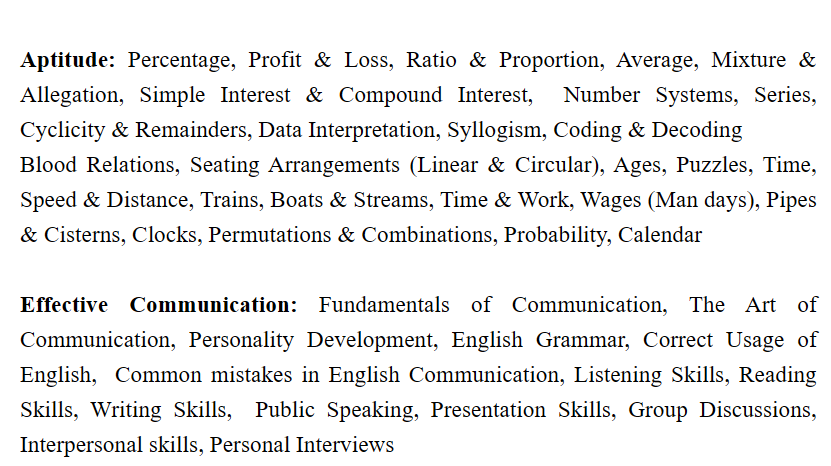 Aptitude: Percentage, Profit & Loss, Ratio & Proportion, Average, Mixture &
Allegation, Simple Interest & Compound Interest, Number Systems, Series,
Cyclicity & Remainders, Data Interpretation, Syllogism, Coding & Decoding
Blood Relations, Seating Arrangements (Linear & Circular), Ages, Puzzles, Time,
Speed & Distance, Trains, Boats & Streams, Time & Work, Wages (Man days), Pipes
& Cisterns, Clocks, Permutations & Combinations, Probability, Calendar
Effective Communication: Fundamentals of Communication, The Art of
Communication, Personality Development, English Grammar, Correct Usage of
English, Common mistakes in English Communication, Listening Skills, Reading
Skills, Writing Skills, Public Speaking, Presentation Skills, Group Discussions,
Interpersonal skills, Personal Interviews